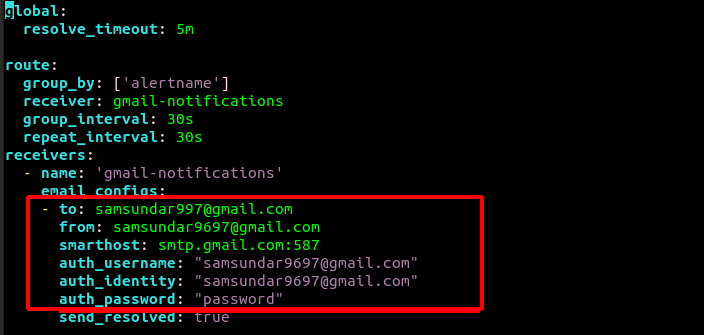 global:
  resolve_timeout: 5m

route:
  group_by: ['alertname']
  receiver: gmail-notifications
  group_interval: 30s
  repeat_interval: 30s
receivers:
  - name: 'gmail-notifications'
    email_configs:
    - to: samsundar997@gmail.com
      from: samsundar9697@gmail.com
      smarthost: smtp.gmail.com:587
      auth_username: "samsundar9697@gmail.com"
      auth_identity: "samsundar9697@gmail.com"
      auth_password: "password"
      send_resolved: true